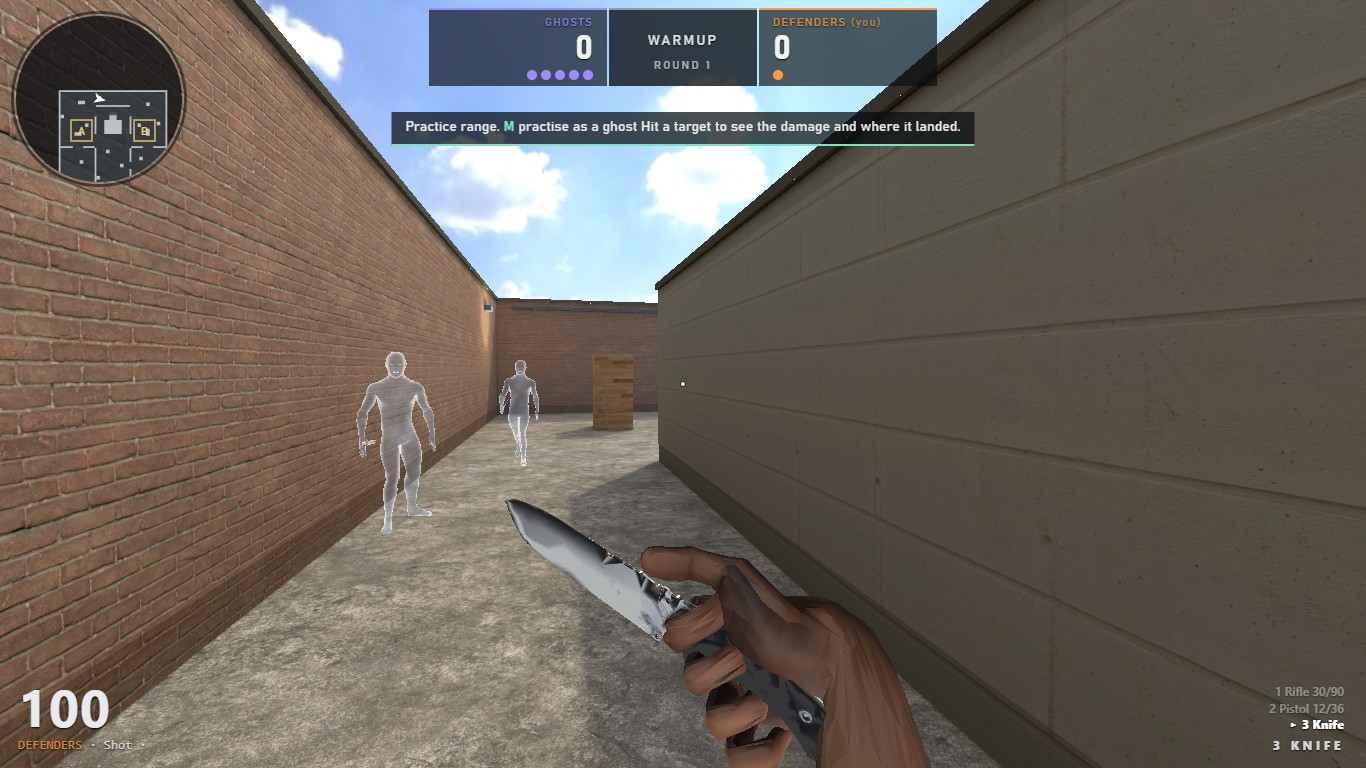 GHOSTS
0
WARMUP
ROUND 1
DEFENDERS (you)
0
Practice range. M practise as a ghost Hit a target to see the damage and where it landed.
A
B
100
DEFENDERS · Shot ·
1 Rifle 30/90
2 Pistol 12/36
▸ 3 Knife
3 KNIFE